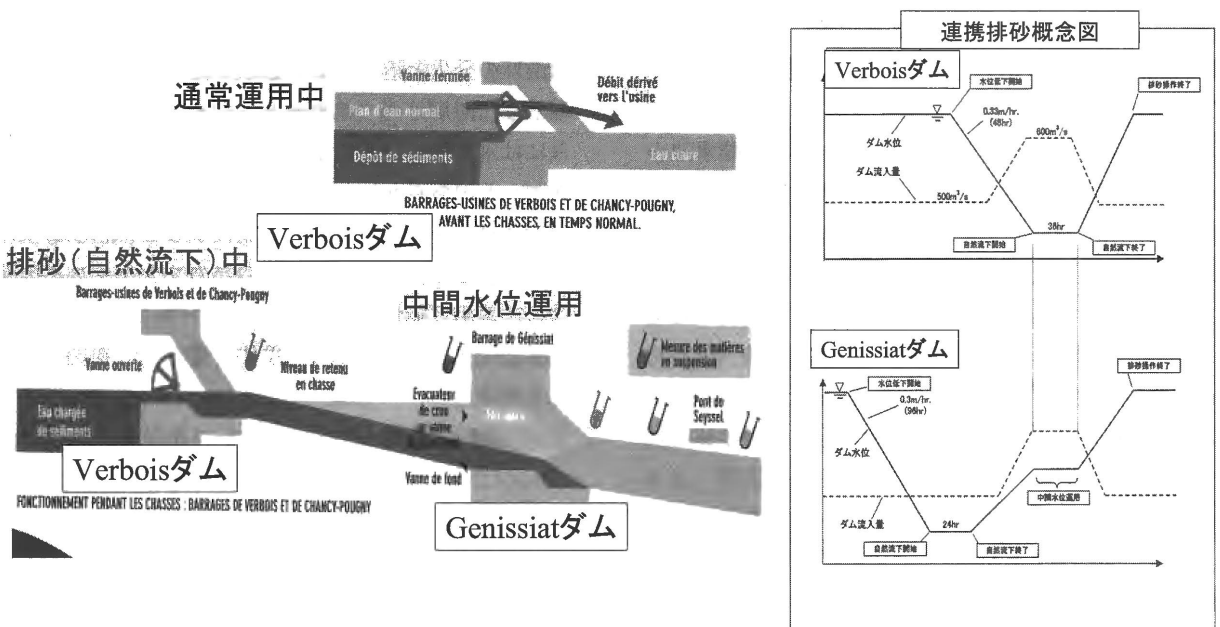 通常運用中
Vanne fermée
Débit dérivé
vers l'usine
Plan d'eau normal
Dépôt de sédiments
Eau claire
BARRAGES-USINES DE VERBOIS ET DE CHANCY-POUGNY,
AVANT LES CHASSES, EN TEMPS NORMAL.
Verboisダム
排砂(自然流下)中
Barrages-usines de Verbois et de Chancy-Pougny
Vanne ouverte
Niveau de retenu
en chasse
Eau chargée
de sédiments
Verboisダム
FONCTIONNEMENT PENDANT LES CHASSES : BARRAGES DE VERBOIS ET DE CHANCY-POUGNY
中間水位運用
Barrage de Génissiat
Mesure des matières
en suspension
Evacuateur
de crue
Pont de
Seyssel
Vanne de fond
Genissiatダム
連携排砂概念図
Verboisダム
水位低下開始
排砂操作終了
0.33m/hr.
(48hr)
ダム水位
600m³/s
ダム流入量
500m³/s
38hr
自然流下開始
自然流下終了
Genissiatダム
水位低下開始
排砂操作終了
0.3m/hr.
(96hr)
ダム水位
中間水位運用
ダム流入量
24hr
自然流下開始
自然流下終了